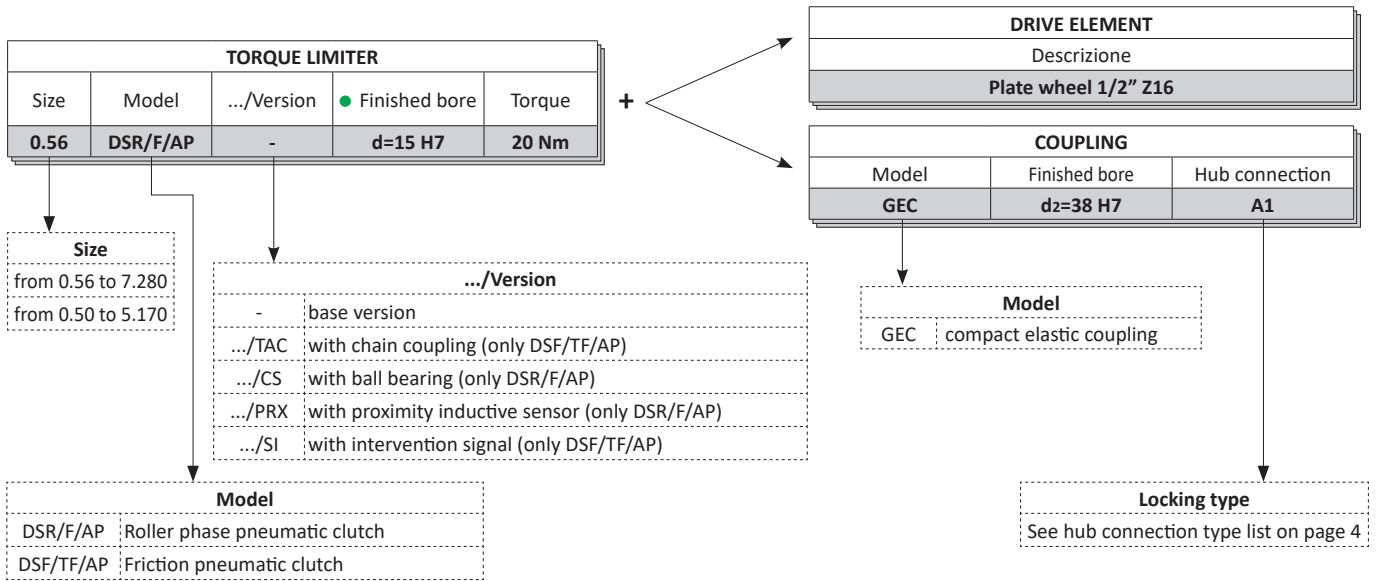 TORQUE LIMITER
Size Model .../Version ● Finished bore Torque
0.56 DSR/F/AP - d=15 H7 20 Nm
+
DRIVE ELEMENT
Descrizione
Plate wheel 1/2” Z16
COUPLING
Model Finished bore Hub connection
GEC d2=38 H7 A1
Size
from 0.56 to 7.280
from 0.50 to 5.170
.../Version
- base version
.../TAC with chain coupling (only DSF/TF/AP)
.../CS with ball bearing (only DSR/F/AP)
.../PRX with proximity inductive sensor (only DSR/F/AP)
.../SI with intervention signal (only DSF/TF/AP)
Model
GEC compact elastic coupling
Model
DSR/F/AP Roller phase pneumatic clutch
DSF/TF/AP Friction pneumatic clutch
Locking type
See hub connection type list on page 4